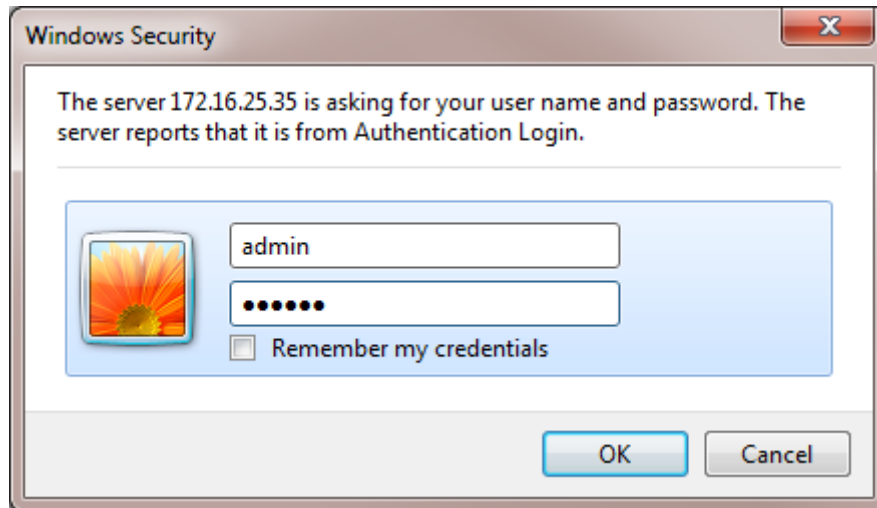 Windows Security
The server 172.16.25.35 is asking for your user name and password. The
server reports that it is from Authentication Login.
admin
●●●●●●
Remember my credentials
OK
Cancel